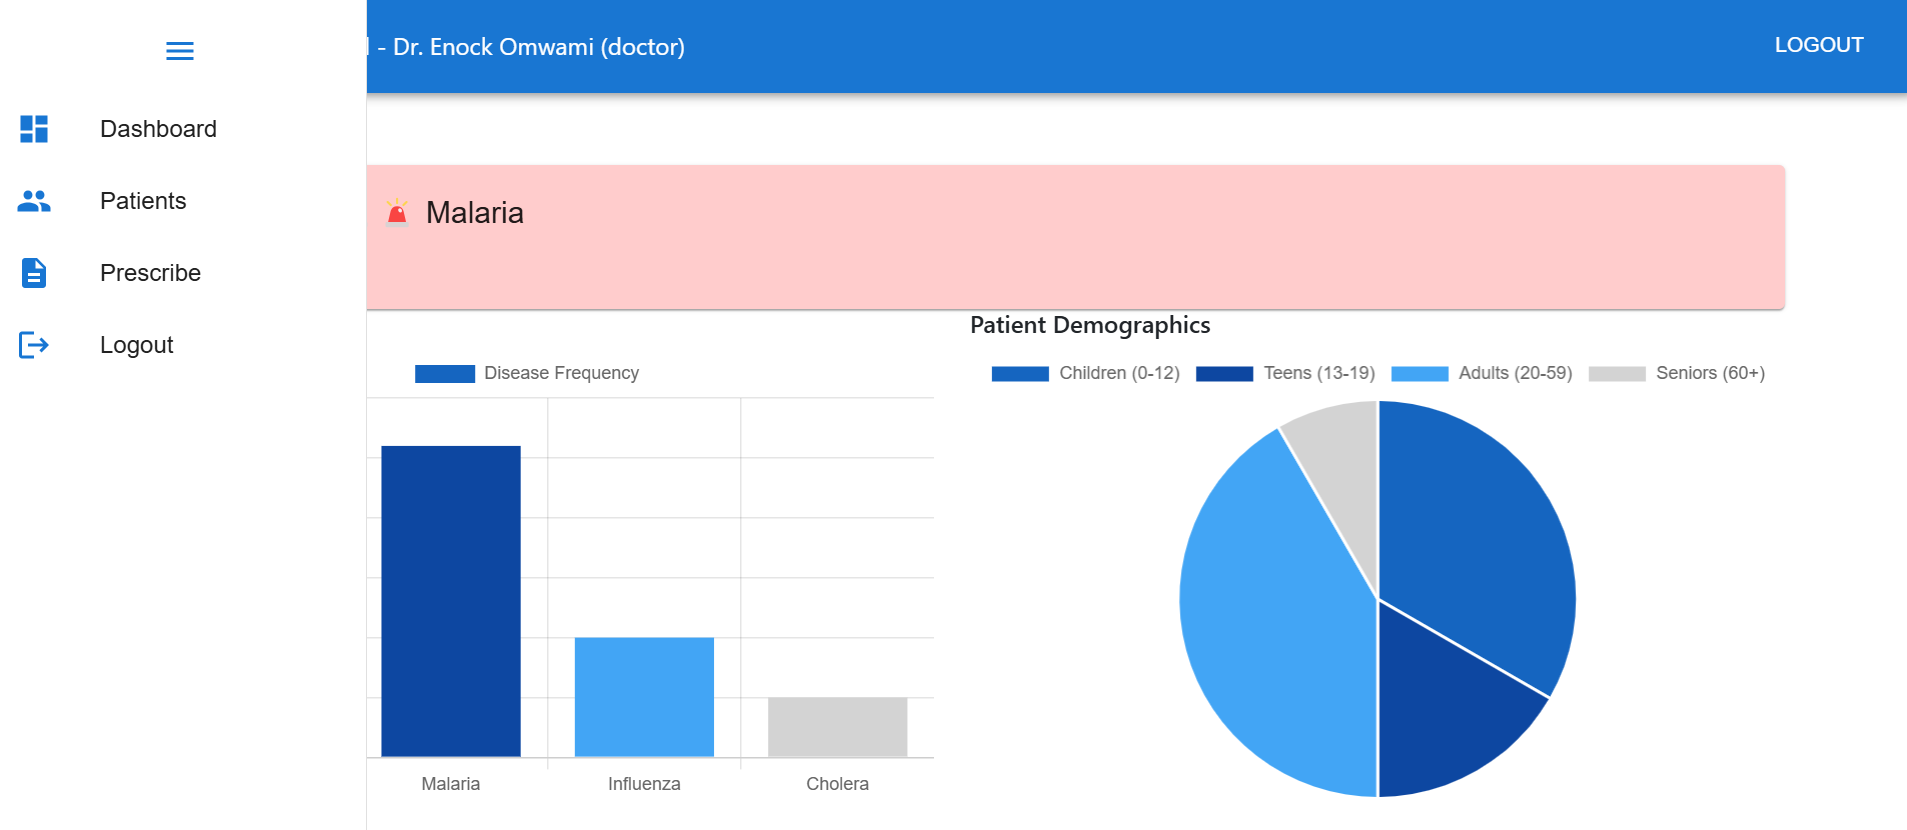 - Dr. Enock Omwami (doctor)
LOGOUT
Dashboard
Patients
Prescribe
Logout
Malaria
Patient Demographics
Disease Frequency
Children (0-12) Teens (13-19) Adults (20-59) Seniors (60+)
Malaria Influenza Cholera